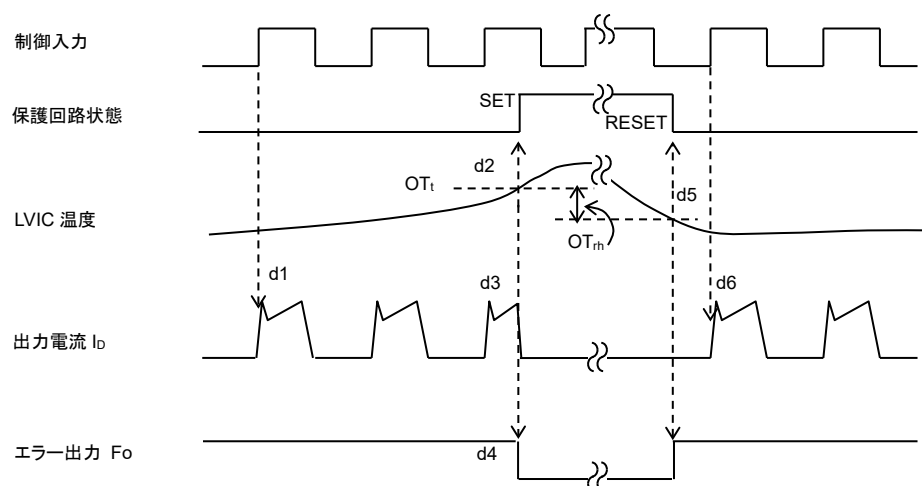 制御入力
保護回路状態
SET
RESET
d2
OTt
d5
LVIC 温度
OTrh
d1
d3
d6
出力電流 ID
エラー出力 Fo
d4